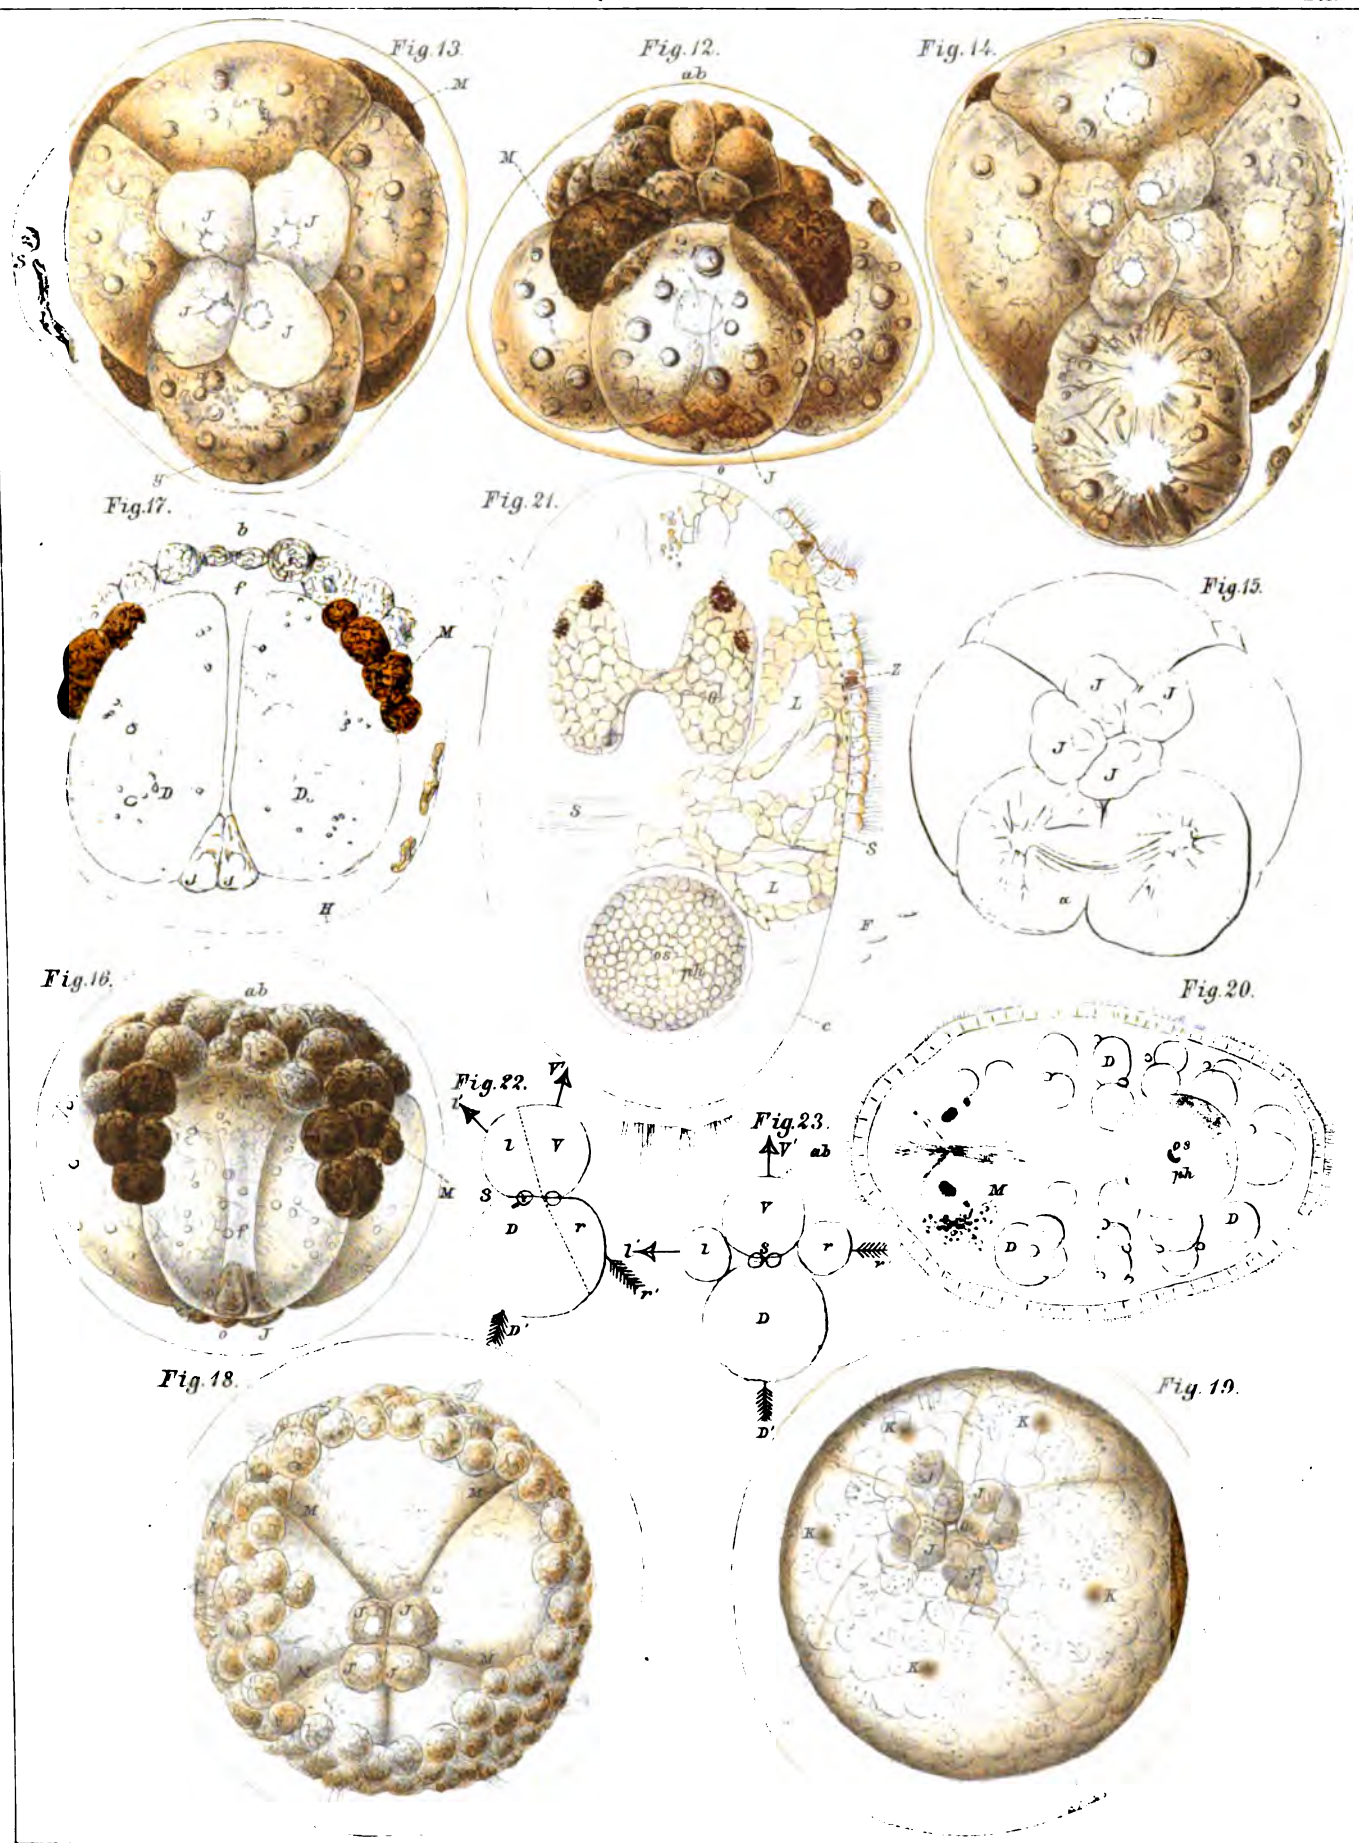 Fig.13.
M
J
J
J
J
y
Fig.12.
ab
M
o
J
Fig.14.
Fig.17.
b
f
M
D
D
J
J
H
Fig.21.
Z
L
S
S
L
os
ph
F
c
Fig.15.
J
J
J
J
a
Fig.16.
ab
M
f
o
J
Fig.22.
V'
l'
l
V
S
D
r
r'
D'
Fig.23.
V'
ab
V
l'
l
S
r
r
D
D'
Fig.20.
D
os
ph
M
D
D
Fig.18.
M
M
J
J
J
J
M
M
Fig.19.
K
K
J
J
K
J
J
K
K